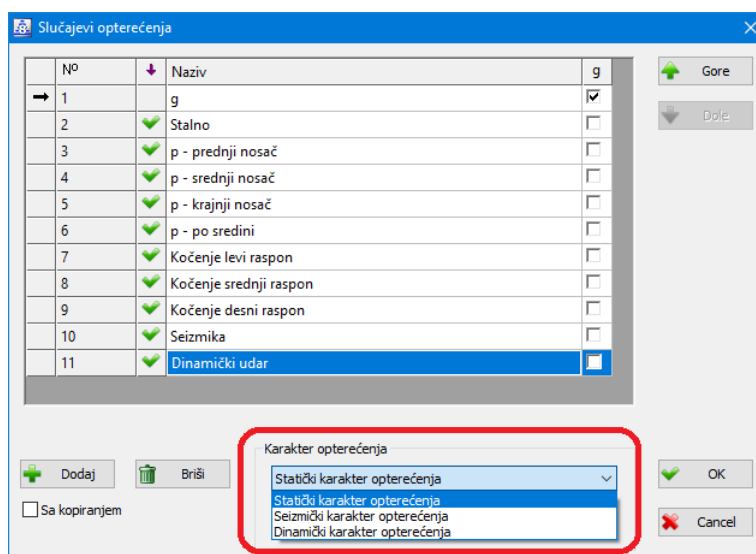 Slučajevi opterećenja
Nº Naziv g
1 g
2 Stalno
3 p - prednji nosač
4 p - srednji nosač
5 p - krajnji nosač
6 p - po sredini
7 Kočenje levi raspon
8 Kočenje srednji raspon
9 Kočenje desni raspon
10 Seizmika
11 Dinamički udar
Gore
Dole
Karakter opterećenja
Dodaj
Briši
Statički karakter opterećenja
OK
Statički karakter opterećenja
Sa kopiranjem
Seizmički karakter opterećenja
Dinamički karakter opterećenja
Cancel